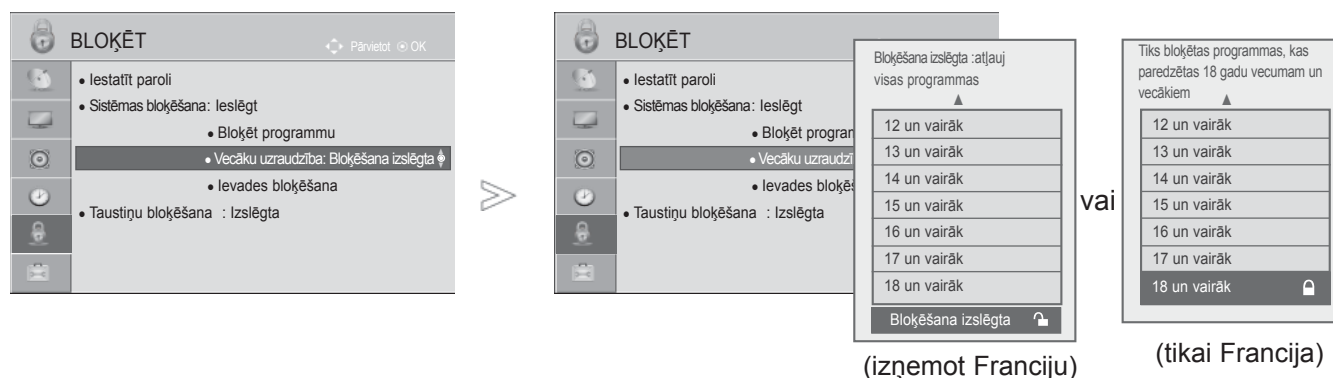 BLOĶĒT
Pārvietot OK
• Iestatīt paroli
• Sistēmas bloķēšana: Ieslēgt
• Bloķēt programmu
• Vecāku uzraudzība: Bloķēšana izslēgta
• Ievades bloķēšana
• Taustiņu bloķēšana : Izslēgta
BLOĶĒT
• Iestatīt paroli
• Sistēmas bloķēšana: Ieslēgt
• Bloķēt program
• Vecāku uzraudzī
• Ievades bloķēš
• Taustiņu bloķēšana : Izslēgta
Bloķēšana izslēgta :atļauj
visas programmas
12 un vairāk
13 un vairāk
14 un vairāk
15 un vairāk
16 un vairāk
17 un vairāk
18 un vairāk
Bloķēšana izslēgta
(izņemot Franciju)
vai
Tiks bloķētas programmas, kas
paredzētas 18 gadu vecumam un
vecākiem
12 un vairāk
13 un vairāk
14 un vairāk
15 un vairāk
16 un vairāk
17 un vairāk
18 un vairāk
(tikai Francija)